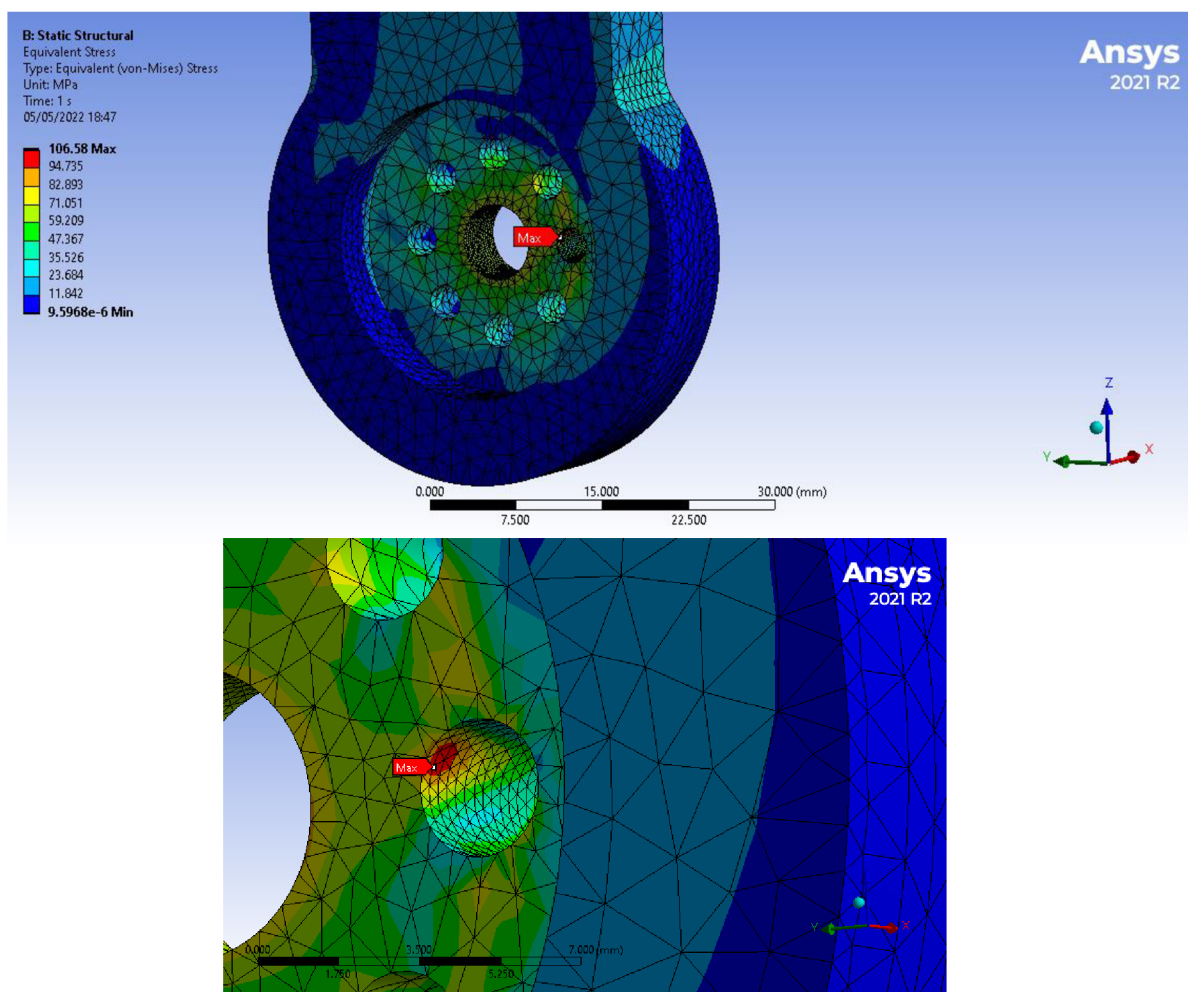 B: Static Structural
Equivalent Stress
Type: Equivalent (von-Mises) Stress
Unit: MPa
Time: 1 s
05/05/2022 18:47
106.58 Max
94.735
82.893
71.051
59.209
47.367
35.526
23.684
11.842
9.5968e-6 Min
Ansys
2021 R2
Max
Z
Y
X
0.000 15.000 30.000 (mm)
7.500 22.500
Ansys
2021 R2
Max
Y
X
0.000 3.500 7.000 (mm)
1.750 5.250